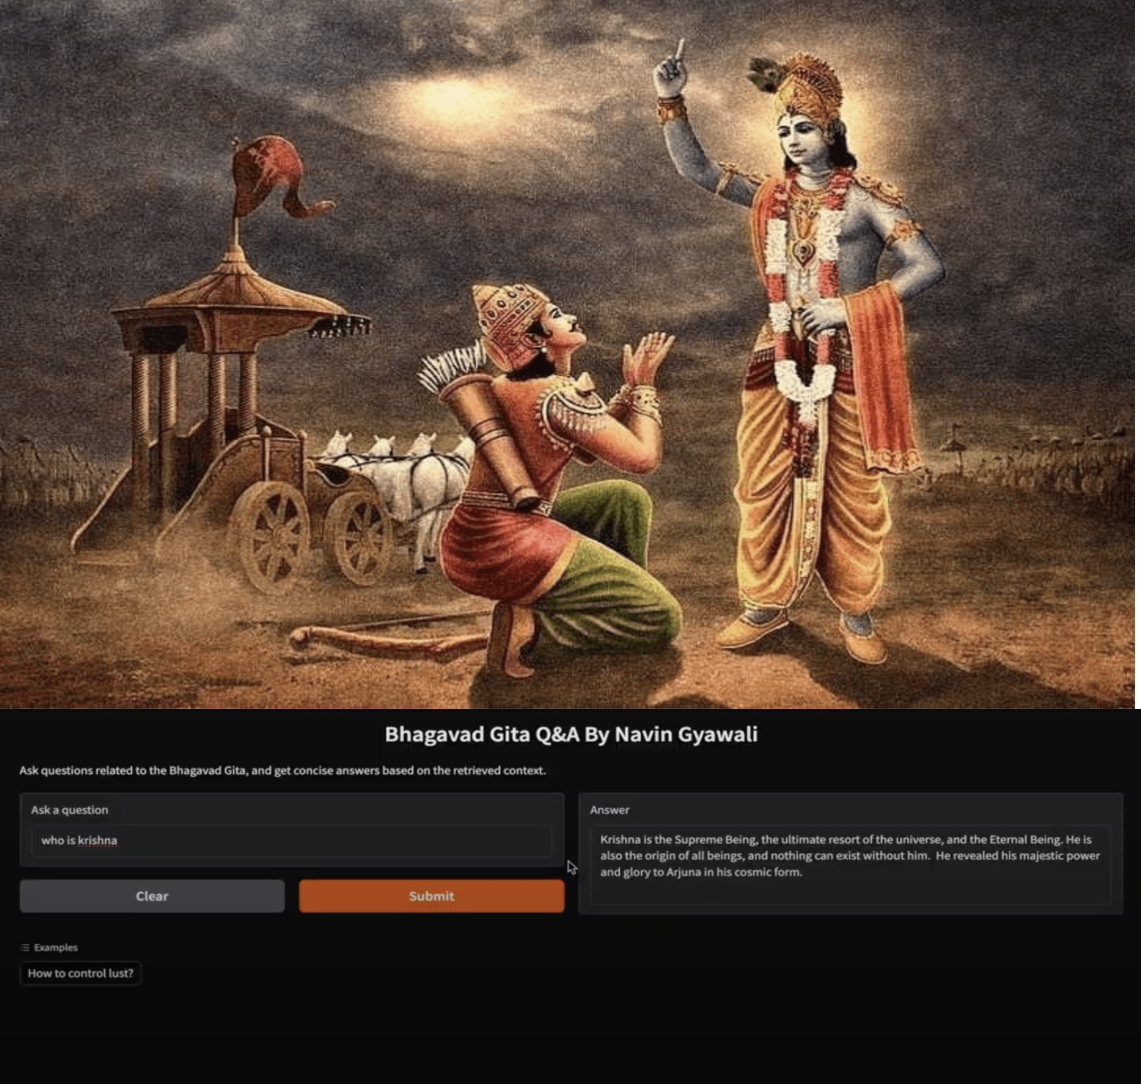 Bhagavad Gita Q&A By Navin Gyawali
Ask questions related to the Bhagavad Gita, and get concise answers based on the retrieved context.
Ask a question
who is krishna
Clear
Submit
Answer
Krishna is the Supreme Being, the ultimate resort of the universe, and the Eternal Being. He is
also the origin of all beings, and nothing can exist without him.  He revealed his majestic power
and glory to Arjuna in his cosmic form.
Examples
How to control lust?